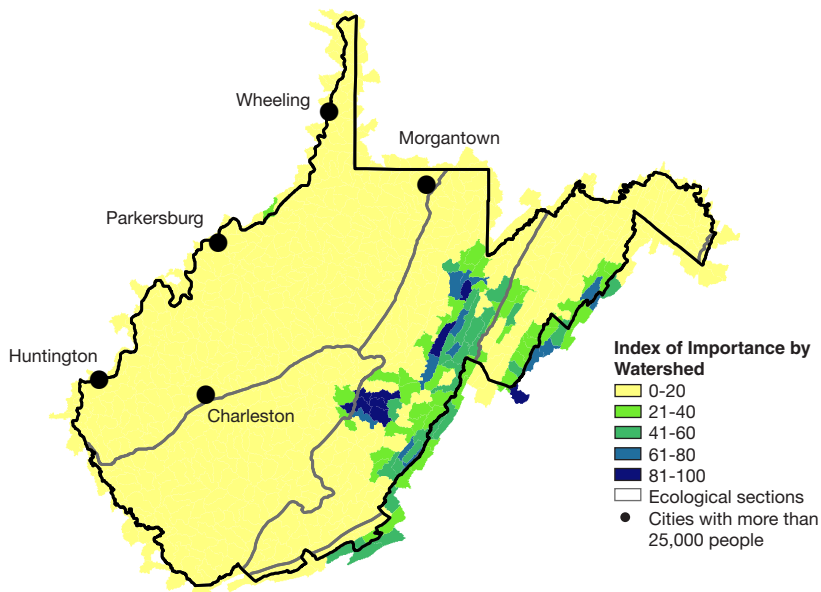 Wheeling
Morgantown
Parkersburg
Huntington
Charleston
Index of Importance by
Watershed
0-20
21-40
41-60
61-80
81-100
Ecological sections
Cities with more than
25,000 people